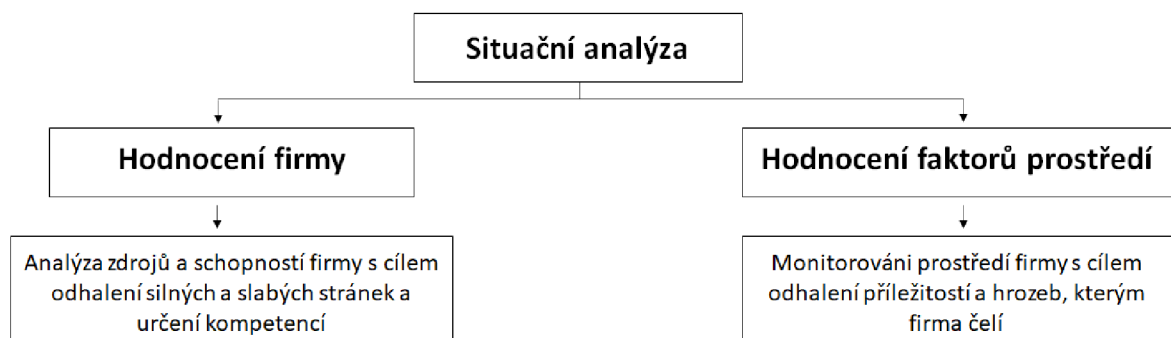 Situační analýza
Hodnocení firmy
Hodnocení faktorů prostředí
Analýza zdrojů a schopností firmy s cílem
odhalení silných a slabých stránek a
určení kompetencí
Monitorováni prostředí firmy s cílem
odhalení příležitostí a hrozeb, kterým
firma čelí